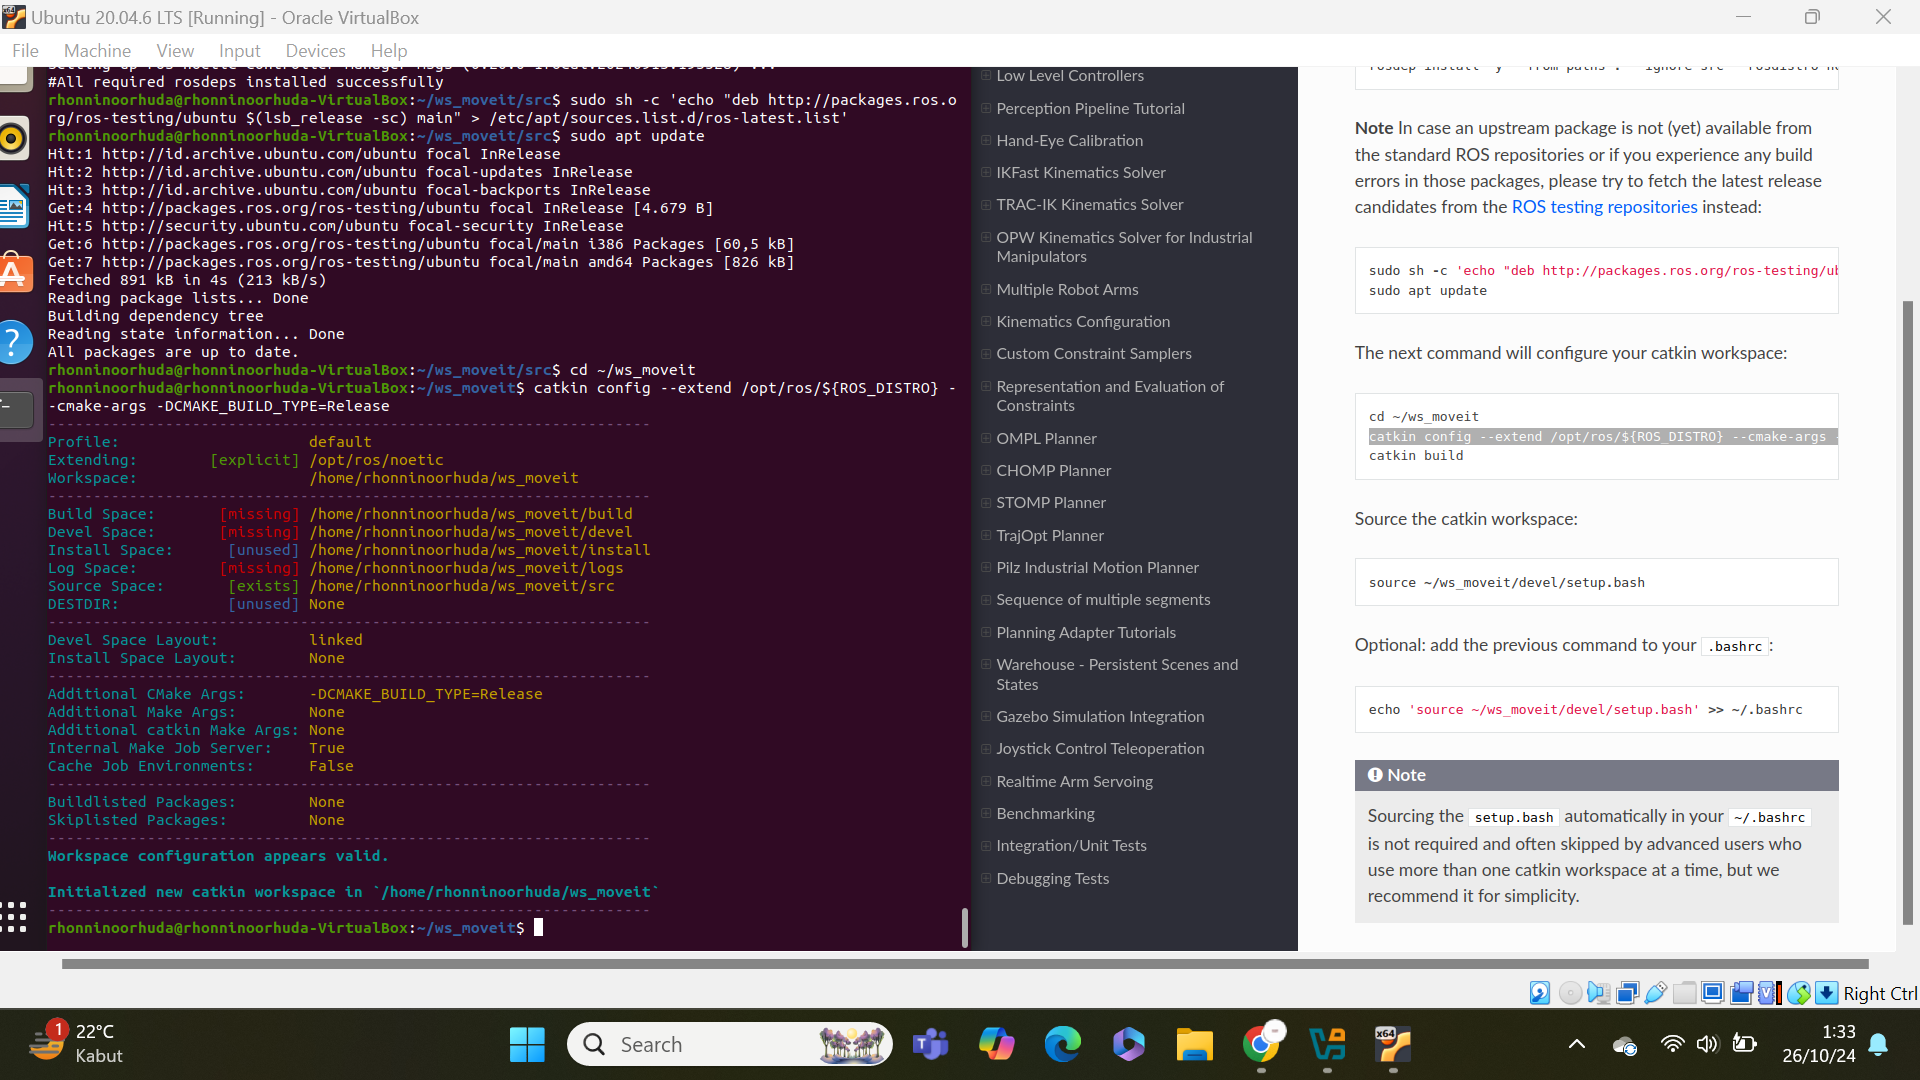 Ubuntu 20.04.6 LTS [Running] - Oracle VirtualBox
File Machine View Input Devices Help
#All required rosdeps installed successfully
rhonninoorhuda@rhonninoorhuda-VirtualBox:~/ws_moveit/src$ sudo sh -c 'echo "deb http://packages.ros.o
rg/ros-testing/ubuntu $(lsb_release -sc) main" > /etc/apt/sources.list.d/ros-latest.list'
rhonninoorhuda@rhonninoorhuda-VirtualBox:~/ws_moveit/src$ sudo apt update
Hit:1 http://id.archive.ubuntu.com/ubuntu focal InRelease
Hit:2 http://id.archive.ubuntu.com/ubuntu focal-updates InRelease
Hit:3 http://id.archive.ubuntu.com/ubuntu focal-backports InRelease
Get:4 http://packages.ros.org/ros-testing/ubuntu focal InRelease [4.679 B]
Hit:5 http://security.ubuntu.com/ubuntu focal-security InRelease
Get:6 http://packages.ros.org/ros-testing/ubuntu focal/main i386 Packages [60,5 kB]
Get:7 http://packages.ros.org/ros-testing/ubuntu focal/main amd64 Packages [826 kB]
Fetched 891 kB in 4s (213 kB/s)
Reading package lists... Done
Building dependency tree
Reading state information... Done
All packages are up to date.
rhonninoorhuda@rhonninoorhuda-VirtualBox:~/ws_moveit/src$ cd ~/ws_moveit
rhonninoorhuda@rhonninoorhuda-VirtualBox:~/ws_moveit$ catkin config --extend /opt/ros/${ROS_DISTRO} -
-cmake-args -DCMAKE_BUILD_TYPE=Release
Profile: default
Extending: [explicit] /opt/ros/noetic
Workspace: /home/rhonninoorhuda/ws_moveit
Build Space: [missing] /home/rhonninoorhuda/ws_moveit/build
Devel Space: [missing] /home/rhonninoorhuda/ws_moveit/devel
Install Space: [unused] /home/rhonninoorhuda/ws_moveit/install
Log Space: [missing] /home/rhonninoorhuda/ws_moveit/logs
Source Space: [exists] /home/rhonninoorhuda/ws_moveit/src
DESTDIR: [unused] None
Devel Space Layout: linked
Install Space Layout: None
Additional CMake Args: -DCMAKE_BUILD_TYPE=Release
Additional Make Args: None
Additional catkin Make Args: None
Internal Make Job Server: True
Cache Job Environments: False
Buildlisted Packages: None
Skiplisted Packages: None
Workspace configuration appears valid.
Initialized new catkin workspace in `/home/rhonninoorhuda/ws_moveit`
rhonninoorhuda@rhonninoorhuda-VirtualBox:~/ws_moveit$
Low Level Controllers
Perception Pipeline Tutorial
Hand-Eye Calibration
IKFast Kinematics Solver
TRAC-IK Kinematics Solver
OPW Kinematics Solver for Industrial
Manipulators
Multiple Robot Arms
Kinematics Configuration
Custom Constraint Samplers
Representation and Evaluation of
Constraints
OMPL Planner
CHOMP Planner
STOMP Planner
TrajOpt Planner
Pilz Industrial Motion Planner
Sequence of multiple segments
Planning Adapter Tutorials
Warehouse - Persistent Scenes and
States
Gazebo Simulation Integration
Joystick Control Teleoperation
Realtime Arm Servoing
Benchmarking
Integration/Unit Tests
Debugging Tests
Note In case an upstream package is not (yet) available from
the standard ROS repositories or if you experience any build
errors in those packages, please try to fetch the latest release
candidates from the ROS testing repositories instead:
sudo sh -c 'echo "deb http://packages.ros.org/ros-testing/ub
sudo apt update
The next command will configure your catkin workspace:
cd ~/ws_moveit
catkin config --extend /opt/ros/${ROS_DISTRO} --cmake-args
catkin build
Source the catkin workspace:
source ~/ws_moveit/devel/setup.bash
Optional: add the previous command to your .bashrc:
echo 'source ~/ws_moveit/devel/setup.bash' >> ~/.bashrc
Note
Sourcing the setup.bash automatically in your ~/.bashrc
is not required and often skipped by advanced users who
use more than one catkin workspace at a time, but we
recommend it for simplicity.
Right Ctrl
1
22°C
Kabut
Search
x64
1:33
26/10/24